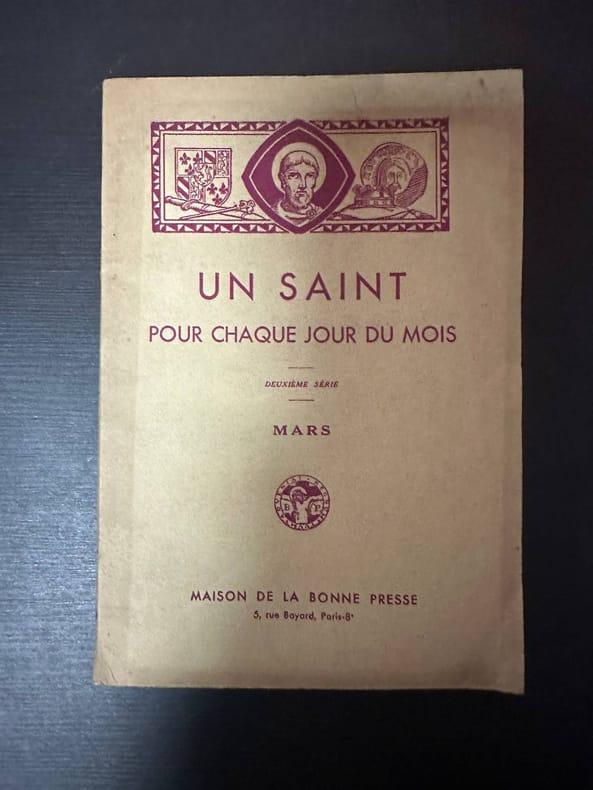 UN SAINT
POUR CHAQUE JOUR DU MOIS
DEUXIÈME SÉRIE
MARS
B P
MAISON DE LA BONNE PRESSE
5, rue Bayard, Paris-8ᵉ